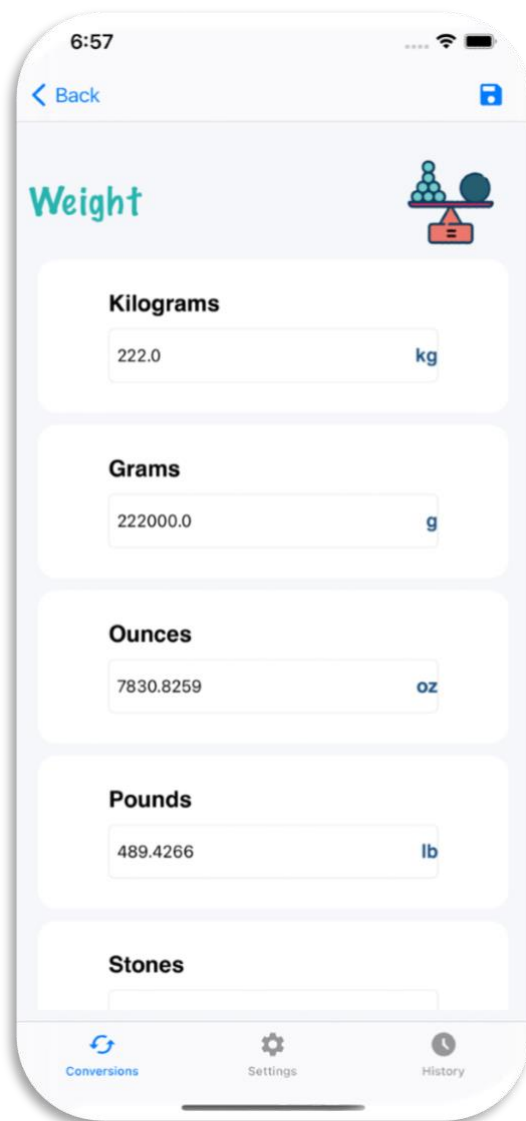 6:57
Back
Weight
Kilograms
222.0 kg
Grams
222000.0 g
Ounces
7830.8259 oz
Pounds
489.4266 lb
Stones
Conversions Settings History